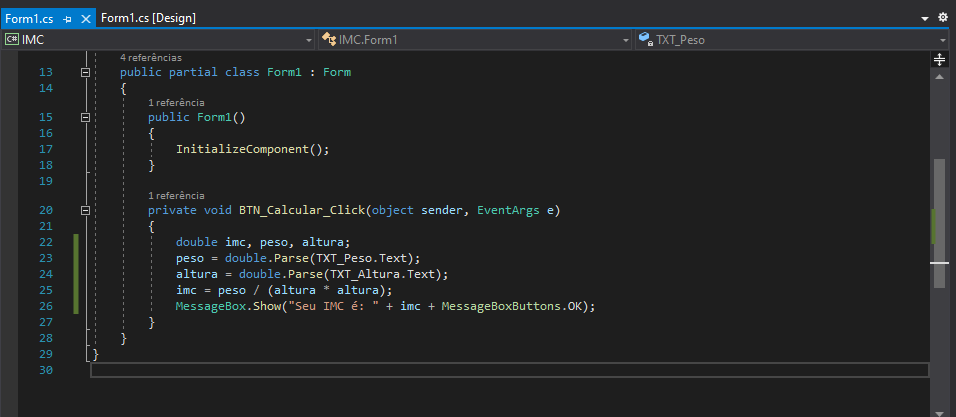 Form1.cs Form1.cs [Design]
C# IMC IMC.Form1 TXT_Peso
4 referências
13 public partial class Form1 : Form
14 {
1 referência
15 public Form1()
16 {
17 InitializeComponent();
18 }
19
1 referência
20 private void BTN_Calcular_Click(object sender, EventArgs e)
21 {
22 double imc, peso, altura;
23 peso = double.Parse(TXT_Peso.Text);
24 altura = double.Parse(TXT_Altura.Text);
25 imc = peso / (altura * altura);
26 MessageBox.Show("Seu IMC é: " + imc + MessageBoxButtons.OK);
27 }
28 }
29 }
30